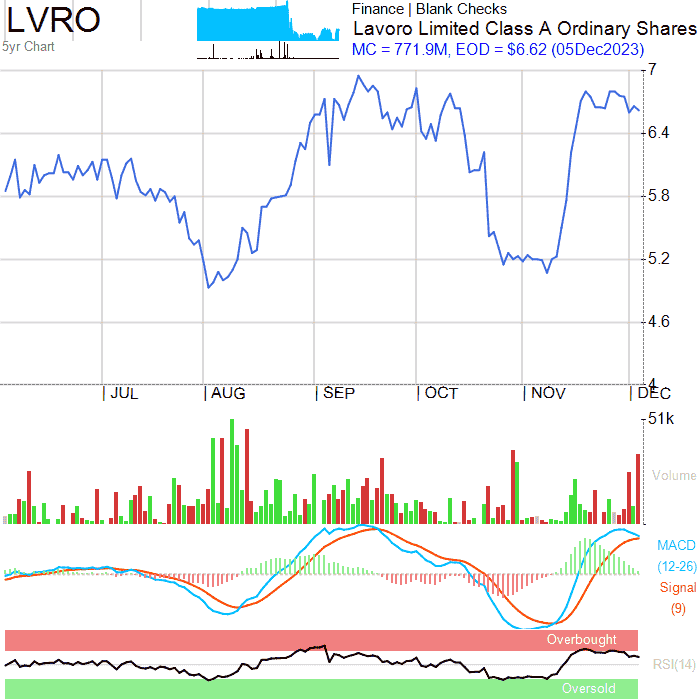 LVRO
5yr Chart
Finance | Blank Checks
Lavoro Limited Class A Ordinary Shares
MC = 771.9M, EOD = $6.62 (05Dec2023)
7
6.4
5.8
5.2
4.6
4
|JUL |AUG |SEP |OCT |NOV |DEC
51k
Volume
MACD
(12-26)
Signal
(9)
Overbought
RSI(14)
Oversold